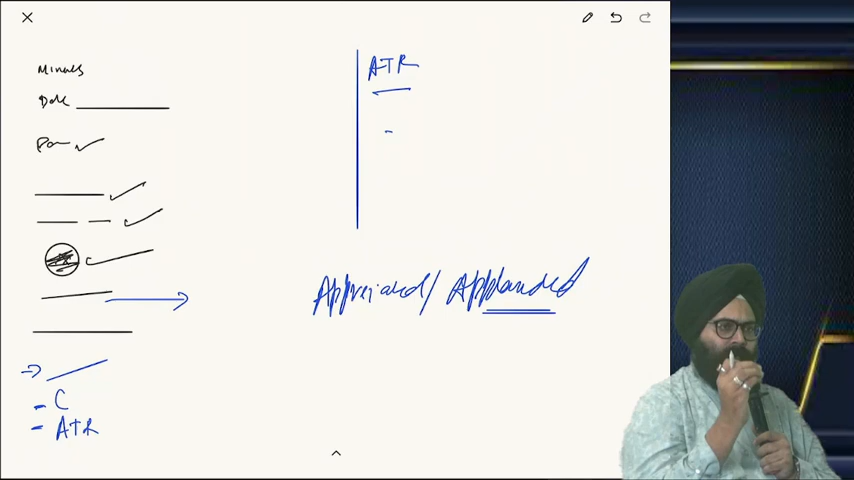 Minutes
Date
ATR
Appreciated/ Applauded
C
ATR